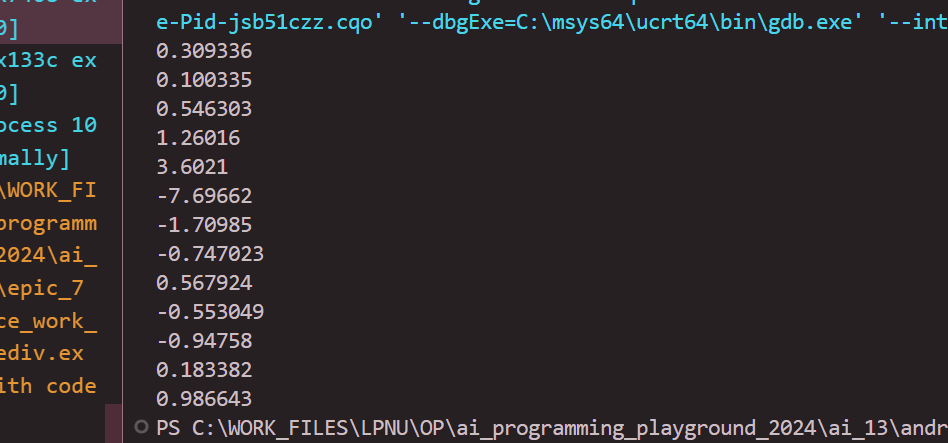 0]
x133c ex
0]
ocess 10
mally]
\WORK_FI
programm
2024\ai_
\epic_7
ce_work_
ediv.ex
ith code
e-Pid-jsb51czz.cqo' '--dbgExe=C:\msys64\ucrt64\bin\gdb.exe' '--int
0.309336
0.100335
0.546303
1.26016
3.6021
-7.69662
-1.70985
-0.747023
0.567924
-0.553049
-0.94758
0.183382
0.986643
PS C:\WORK_FILES\LPNU\OP\ai_programming_playground_2024\ai_13\andr